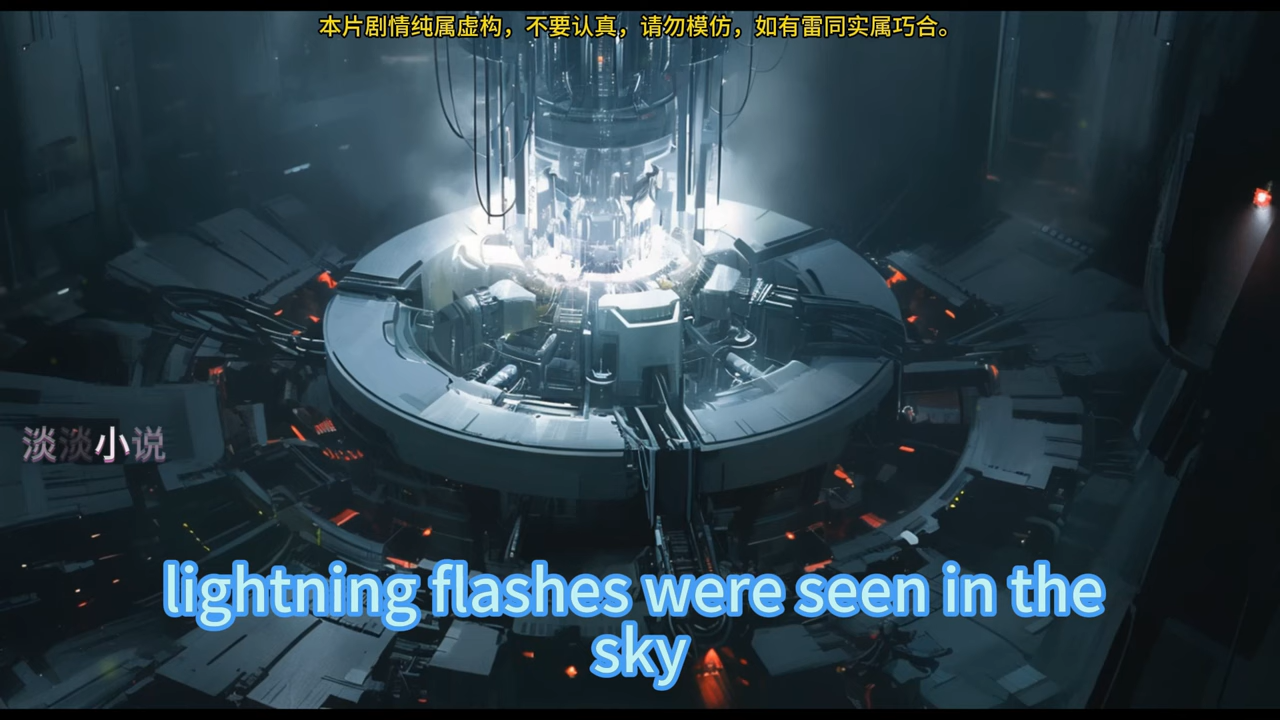 本片剧情纯属虚构，不要认真，请勿模仿，如有雷同实属巧合。
淡淡小说
lightning flashes were seen in the
sky